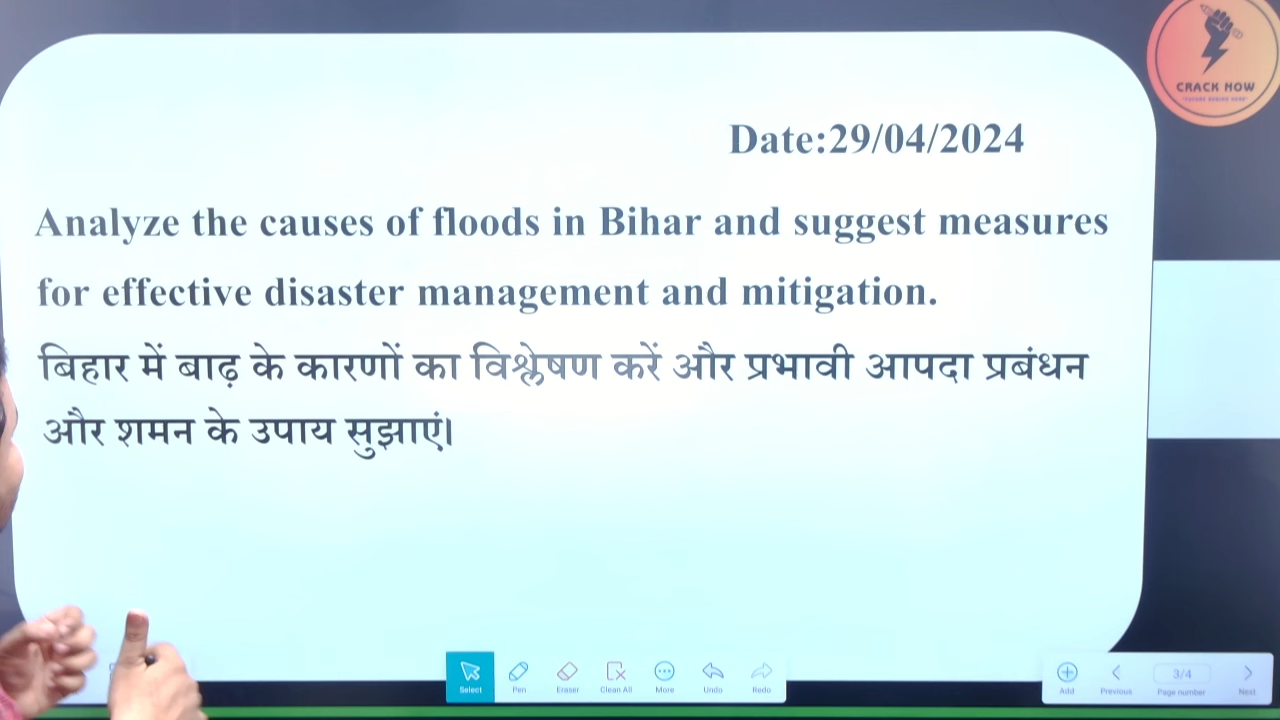 CRACK NOW
Date:29/04/2024
Analyze the causes of floods in Bihar and suggest measures
for effective disaster management and mitigation.
बिहार में बाढ़ के कारणों का विश्लेषण करें और प्रभावी आपदा प्रबंधन
और शमन के उपाय सुझाएं।
Select Pen Eraser Clean All More Undo Redo
Add Previous 3/4 Page number Next